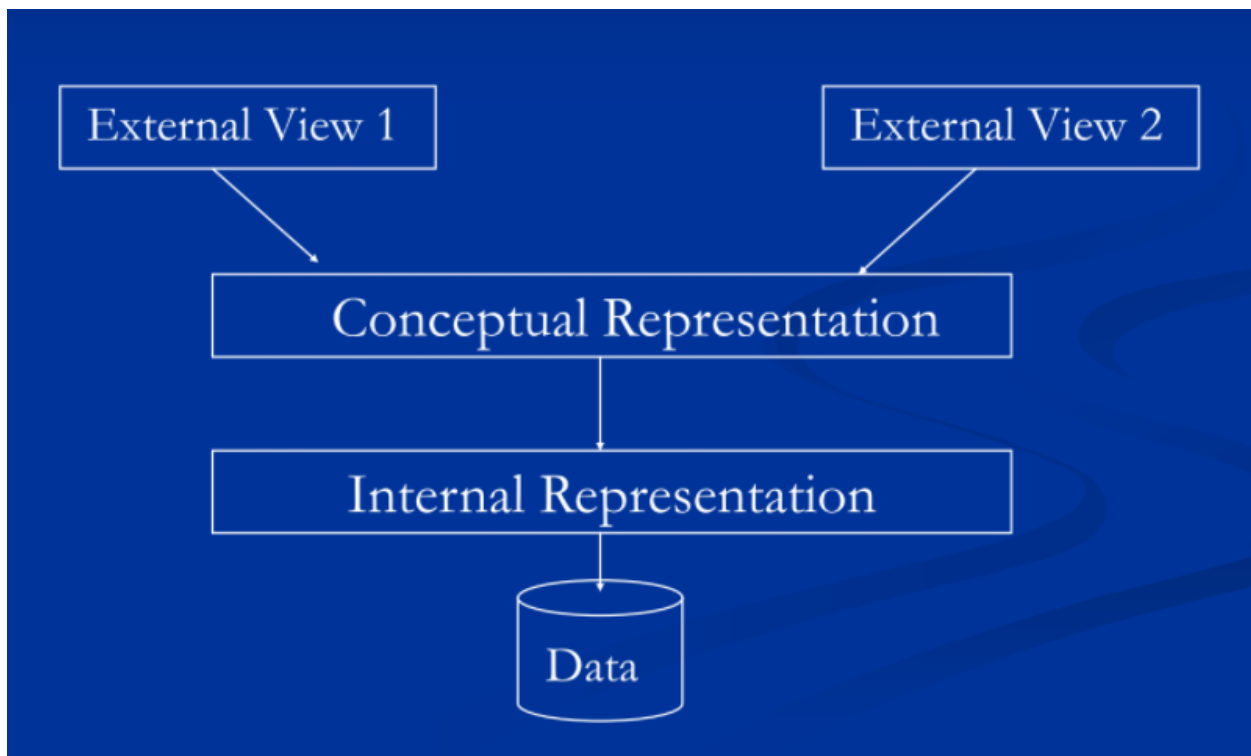 External View 1
External View 2
Conceptual Representation
Internal Representation
Data